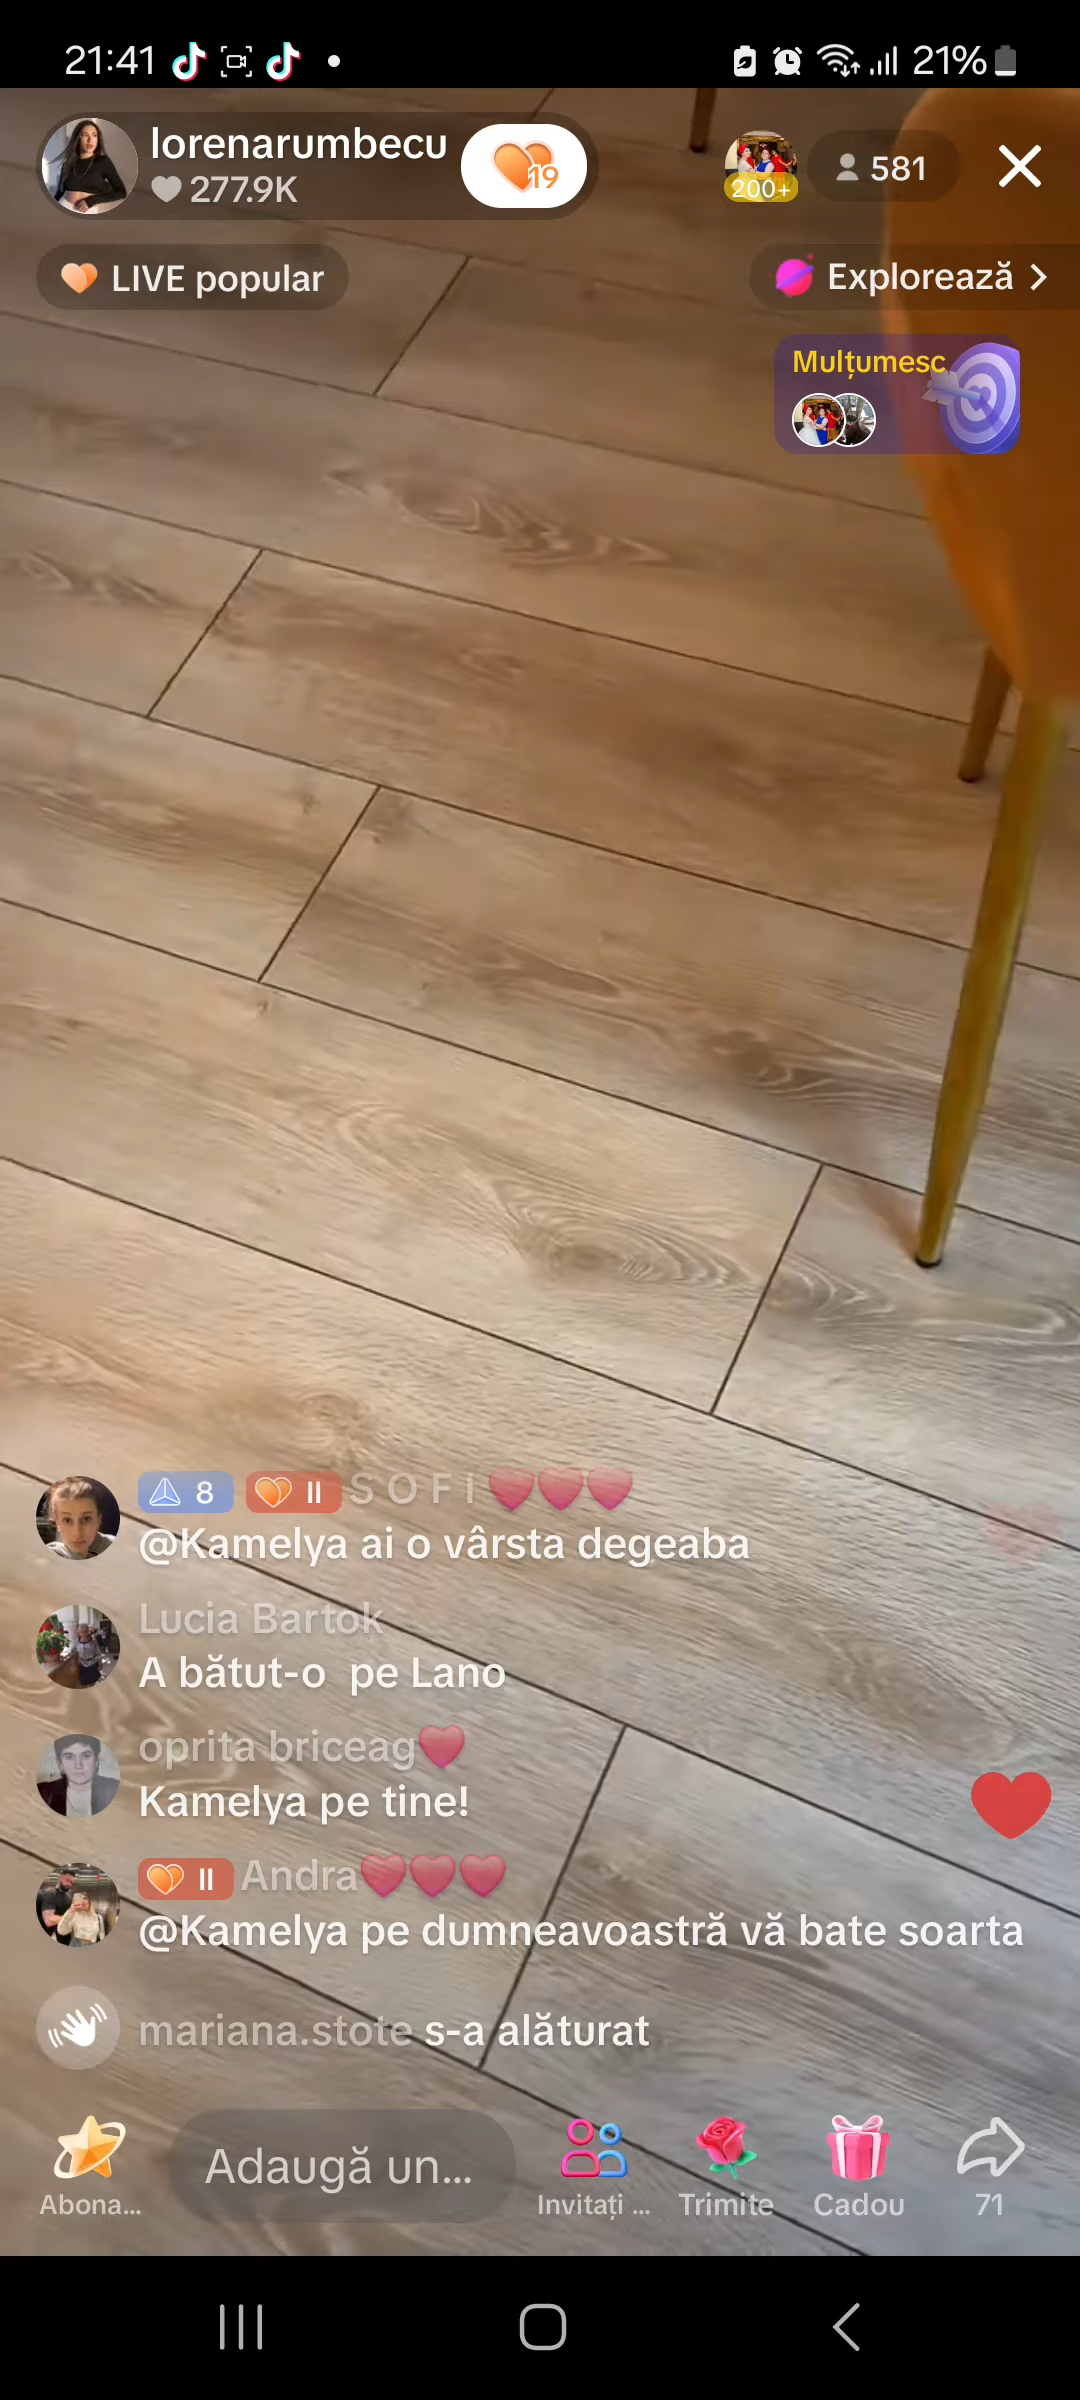 21:41
21%
lorenarumbecu
277.9K
19
200+
581
LIVE popular
Explorează
Mulțumesc
8 II S O F I
@Kamelya ai o vârsta degeaba
Lucia Bartok
A bătut-o pe Lano
oprita briceag
Kamelya pe tine!
II Andra
@Kamelya pe dumneavoastră vă bate soarta
mariana.stote s-a alăturat
Adaugă un...
Abona...
Invitați ...
Trimite
Cadou
71